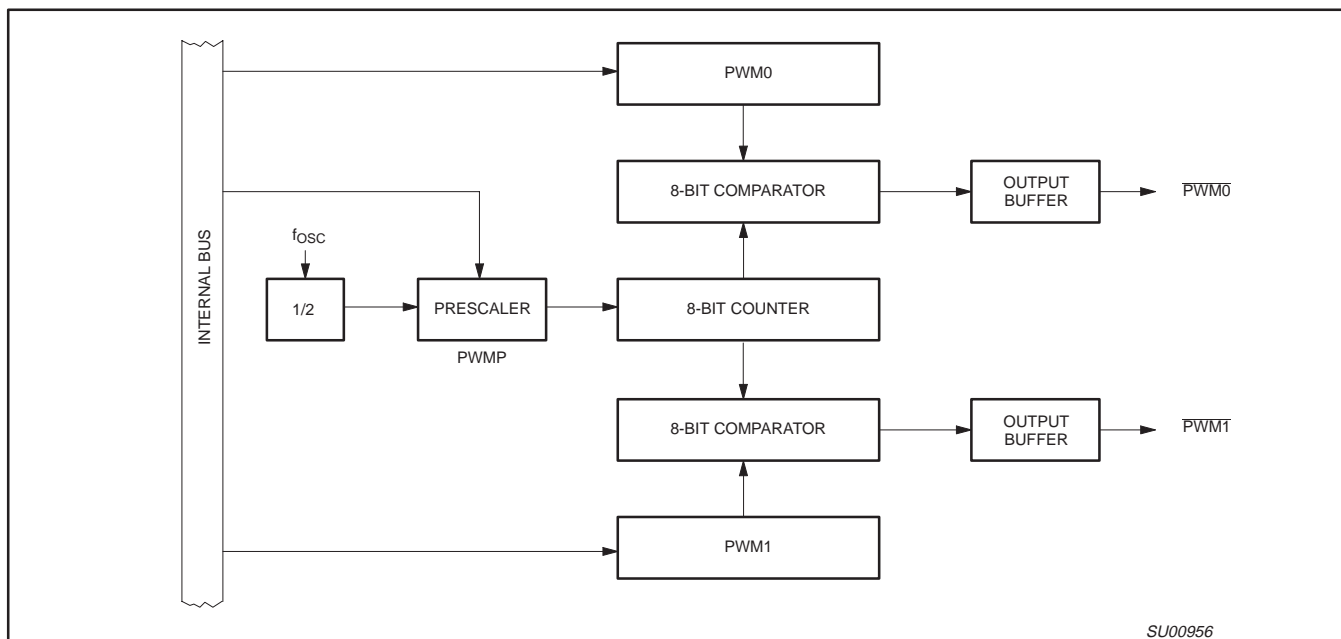 PWM0
8-BIT COMPARATOR
OUTPUT
BUFFER
PWM0
INTERNAL BUS
fOSC
1/2
PRESCALER
8-BIT COUNTER
PWMP
8-BIT COMPARATOR
OUTPUT
BUFFER
PWM1
PWM1
SU00956